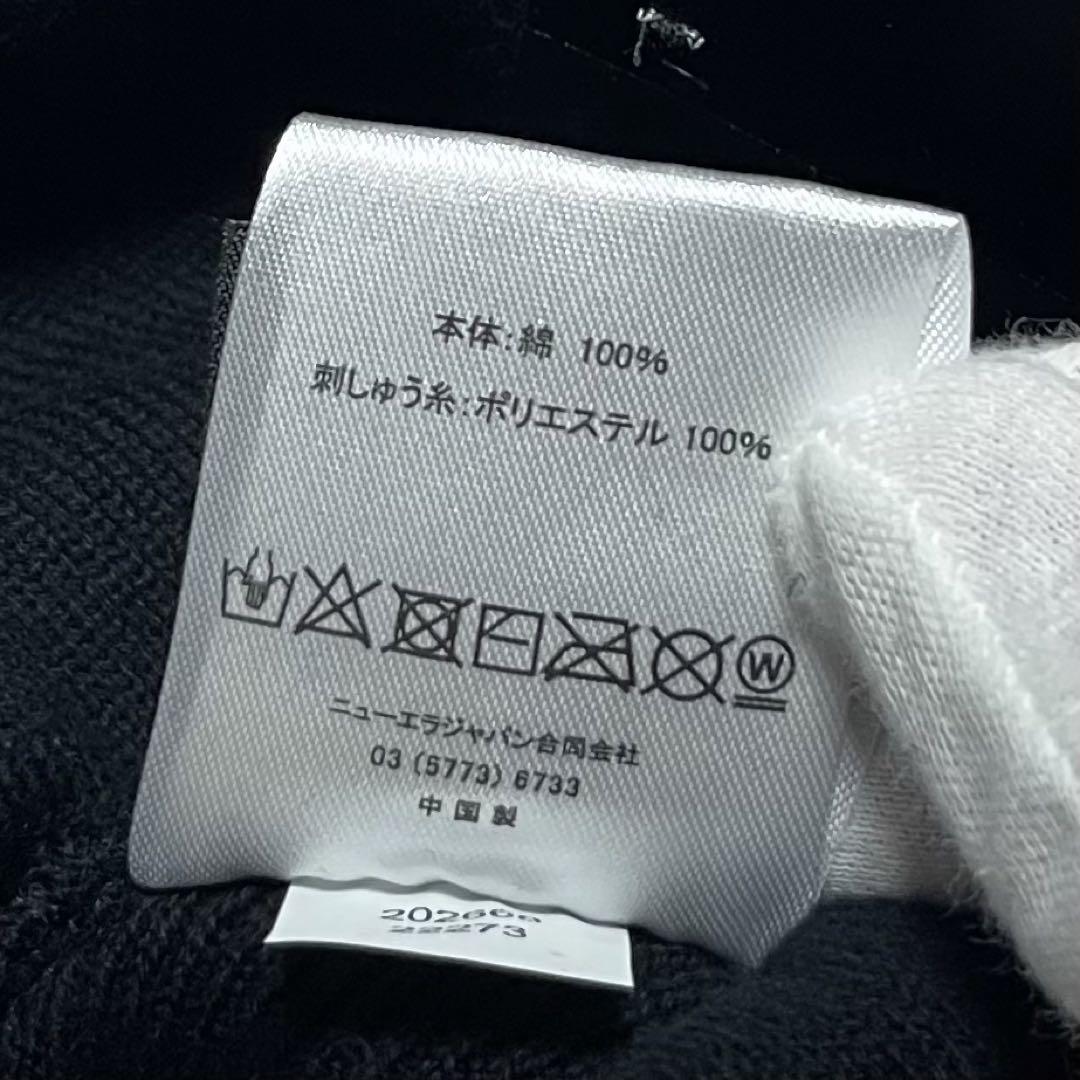 本体:綿 100%
刺しゅう糸:ポリエステル 100%
W
ニューエラジャパン合同会社
03 (5773) 6733
中国製
22273